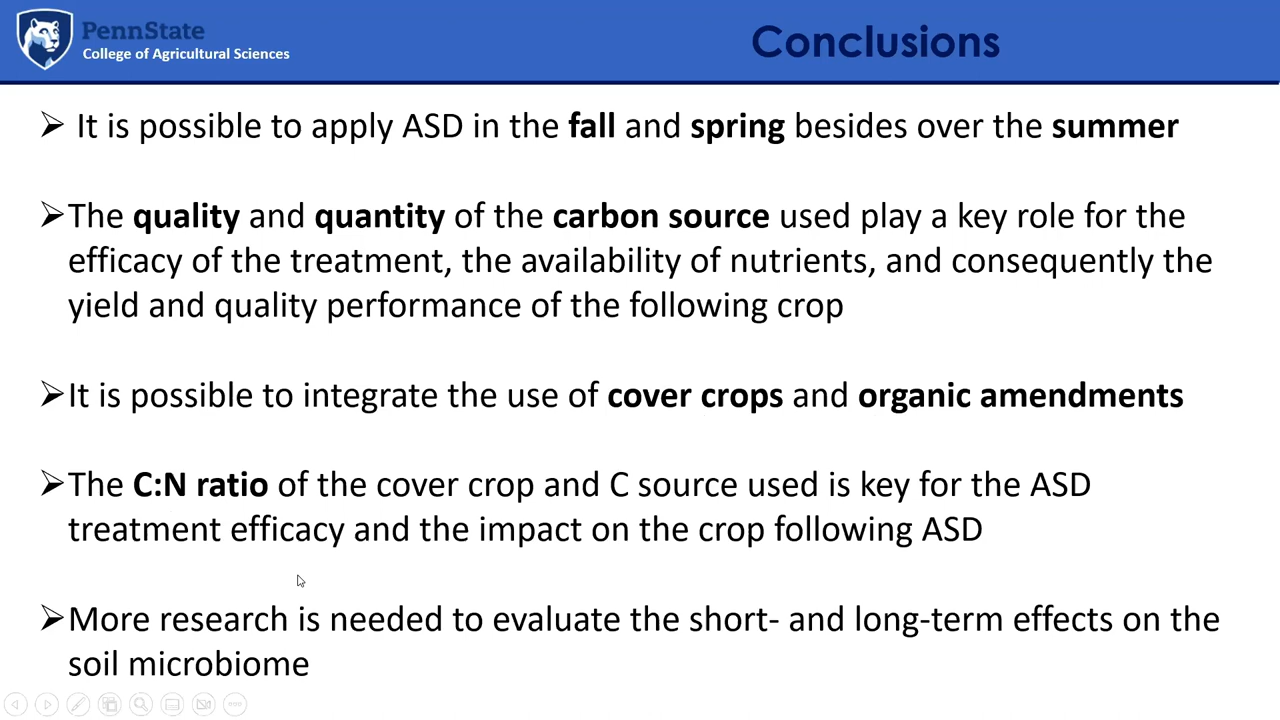 PennState
College of Agricultural Sciences
Conclusions
➢ It is possible to apply ASD in the fall and spring besides over the summer
➢The quality and quantity of the carbon source used play a key role for the
efficacy of the treatment, the availability of nutrients, and consequently the
yield and quality performance of the following crop
➢It is possible to integrate the use of cover crops and organic amendments
➢The C:N ratio of the cover crop and C source used is key for the ASD
treatment efficacy and the impact on the crop following ASD
➢More research is needed to evaluate the short- and long-term effects on the
soil microbiome